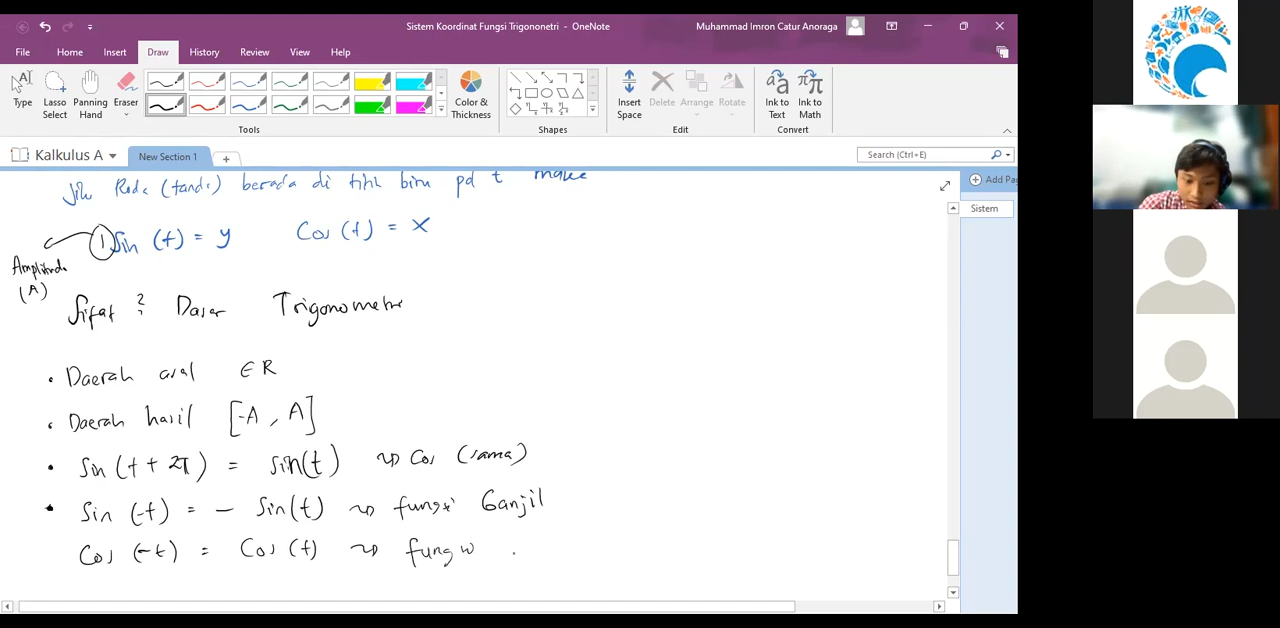 Sistem Koordinat Fungsi Trigononetri - OneNote
Muhammad Imron Catur Anoraga
File Home Insert Draw History Review View Help
Type Lasso Select Panning Hand Eraser Color & Thickness Insert Space Delete Arrange Rotate Ink to Text Ink to Math
Tools Shapes Edit Convert
Kalkulus A New Section 1 + Search (Ctrl+E)
Add Pa
Sistem
Jika Roda (tanda) berada di titik biru pd t maka
1 Sin (t) = y Cos (t) = x
Amplitudo
(A)
Sifat 2 Dasar Trigonometri
• Daerah asal ∈ R
• Daerah hasil [-A , A]
• Sin (t + 2π) = Sin(t) ~> Cos (sama)
• Sin (-t) = - Sin(t) ~> fungsi Ganjil
Cos (-t) = Cos (t) ~> fungsi